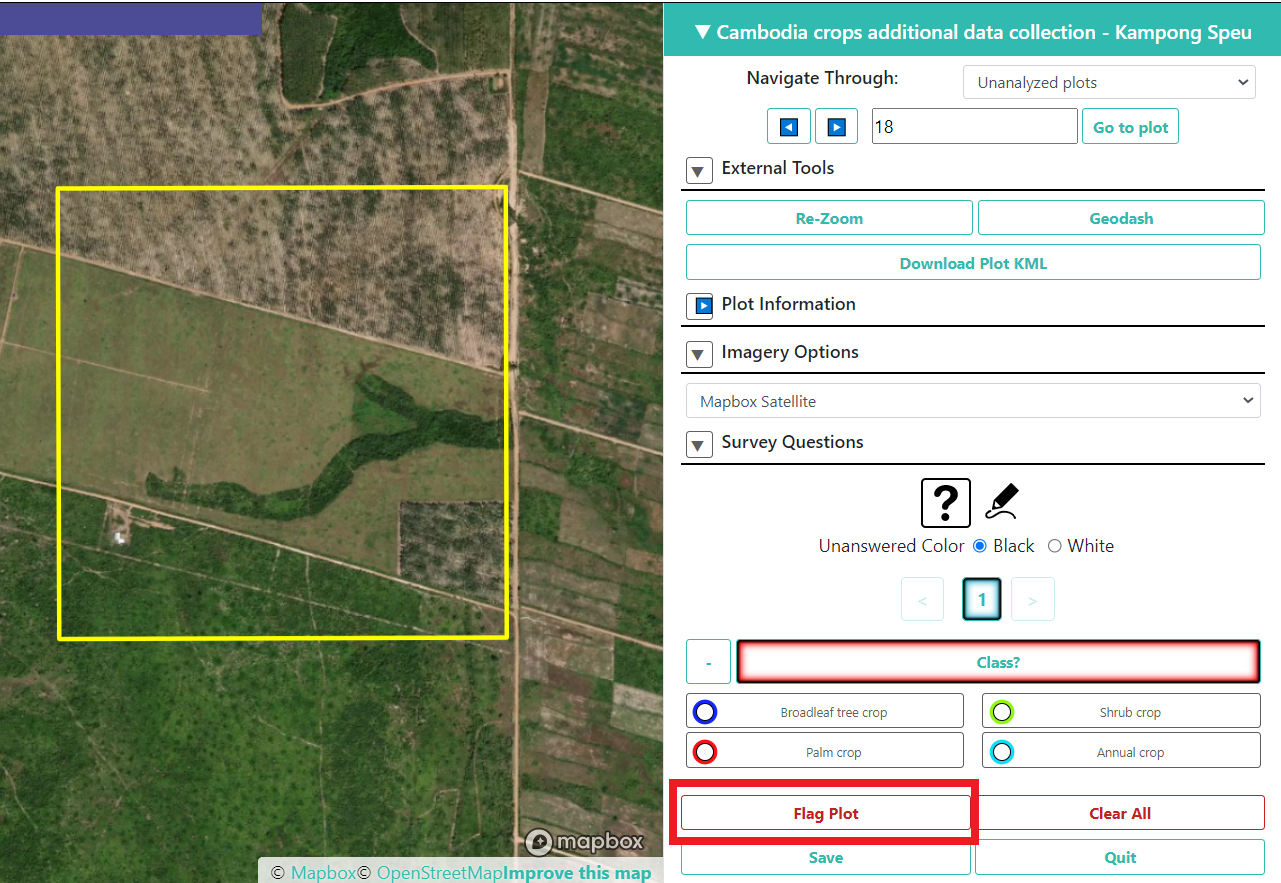 ▼ Cambodia crops additional data collection - Kampong Speu
Navigate Through:
Unanalyzed plots
18
Go to plot
External Tools
Re-Zoom
Geodash
Download Plot KML
Plot Information
Imagery Options
Mapbox Satellite
Survey Questions
?
Unanswered Color Black White
< 1 >
- Class?
Broadleaf tree crop
Shrub crop
Palm crop
Annual crop
Flag Plot
Clear All
Save
Quit
mapbox
© Mapbox© OpenStreetMapImprove this map